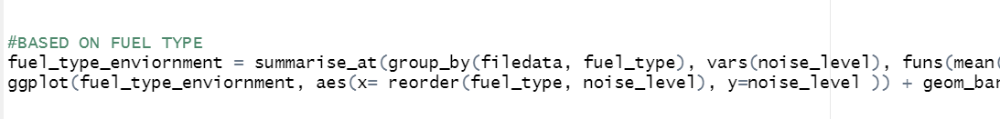 #BASED ON FUEL TYPE
fuel_type_enviornment = summarise_at(group_by(filedata, fuel_type), vars(noise_level), funs(mean(
ggplot(fuel_type_enviornment, aes(x= reorder(fuel_type, noise_level), y=noise_level )) + geom_bar